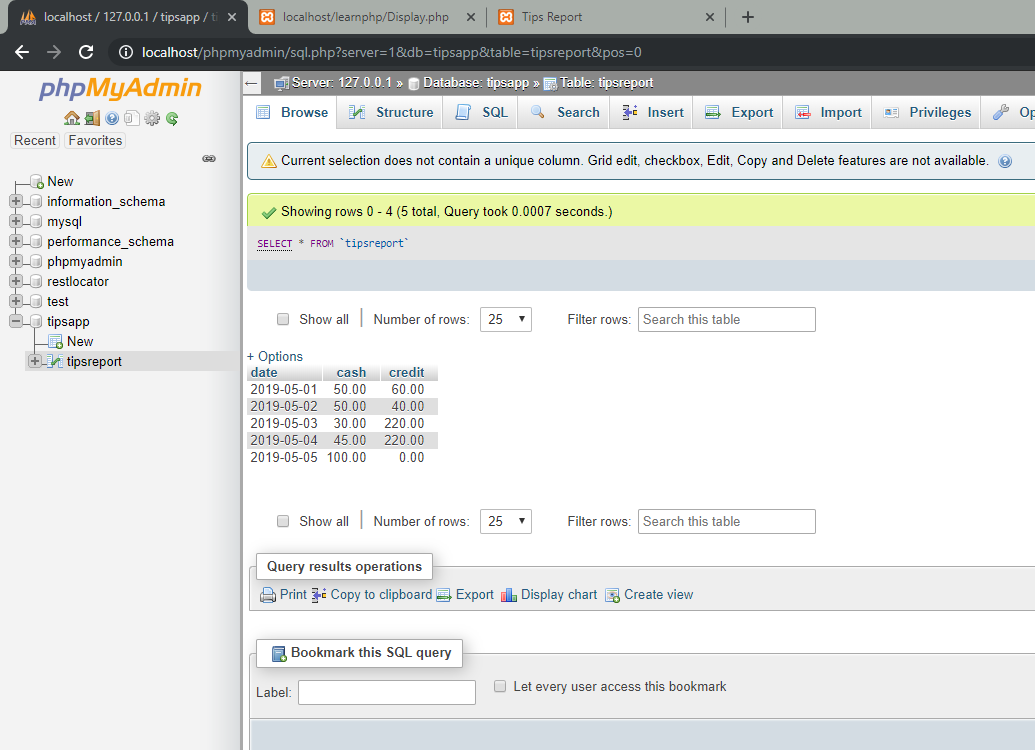 localhost / 127.0.0.1 / tipsapp / ti
localhost/learnphp/Display.php
Tips Report
localhost/phpmyadmin/sql.php?server=1&db=tipsapp&table=tipsreport&pos=0
phpMyAdmin
Recent Favorites
New
information_schema
mysql
performance_schema
phpmyadmin
restlocator
test
tipsapp
New
tipsreport
Server: 127.0.0.1 » Database: tipsapp » Table: tipsreport
Browse Structure SQL Search Insert Export Import Privileges Op
Current selection does not contain a unique column. Grid edit, checkbox, Edit, Copy and Delete features are not available.
Showing rows 0 - 4 (5 total, Query took 0.0007 seconds.)
SELECT * FROM `tipsreport`
Show all | Number of rows: 25 Filter rows: Search this table
+ Options
date cash credit
2019-05-01 50.00 60.00
2019-05-02 50.00 40.00
2019-05-03 30.00 220.00
2019-05-04 45.00 220.00
2019-05-05 100.00 0.00
Show all | Number of rows: 25 Filter rows: Search this table
Query results operations
Print Copy to clipboard Export Display chart Create view
Bookmark this SQL query
Label: Let every user access this bookmark